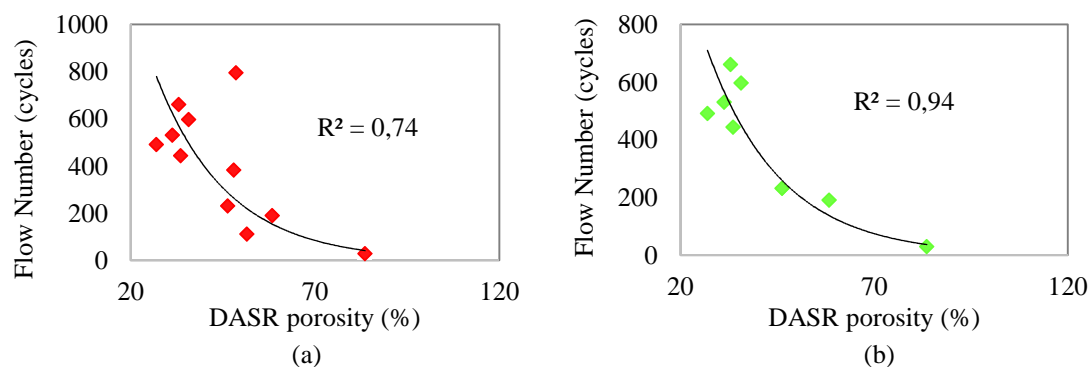 Flow Number (cycles)
1000
800
600
400
200
0
20
70
120
R² = 0,74
DASR porosity (%)
(a)
Flow Number (cycles)
800
600
400
200
0
20
70
120
R² = 0,94
DASR porosity (%)
(b)